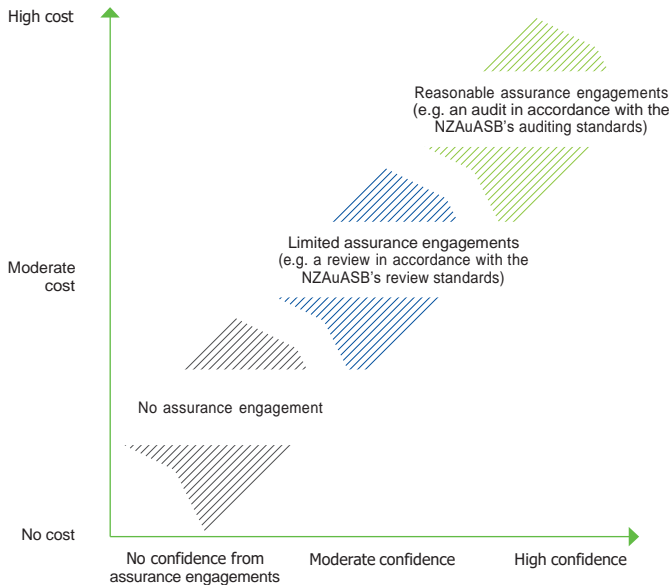 High cost
Reasonable assurance engagements
(e.g. an audit in accordance with the
NZAuASB's auditing standards)
Limited assurance engagements
(e.g. a review in accordance with the
NZAuASB's review standards)
Moderate
cost
No assurance engagement
No cost
No confidence from
assurance engagements
Moderate confidence
High confidence